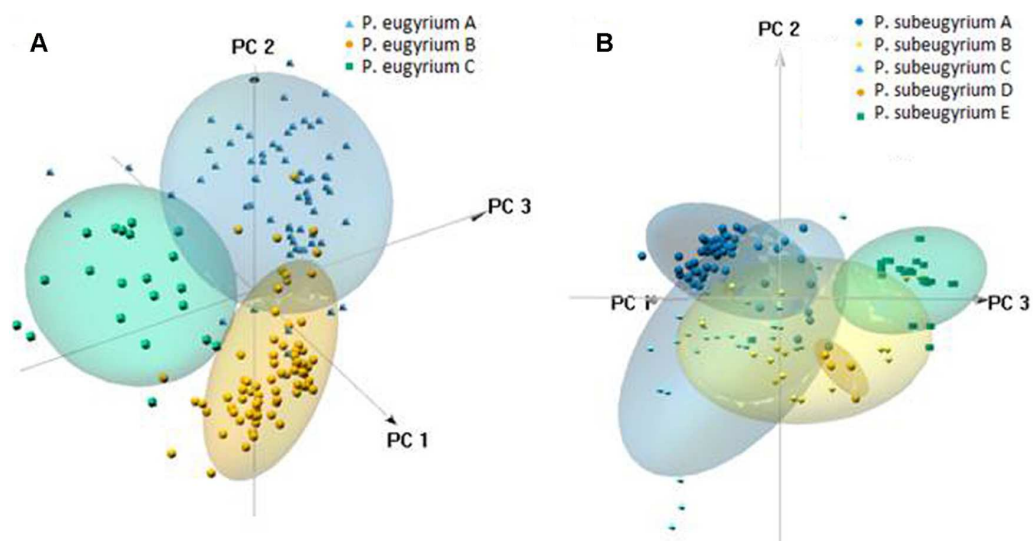 A
PC 2
P. eugyrium A
P. eugyrium B
P. eugyrium C
PC 3
PC 1
B
PC 2
P. subeugyrium A
P. subeugyrium B
P. subeugyrium C
P. subeugyrium D
P. subeugyrium E
PC 1
PC 3